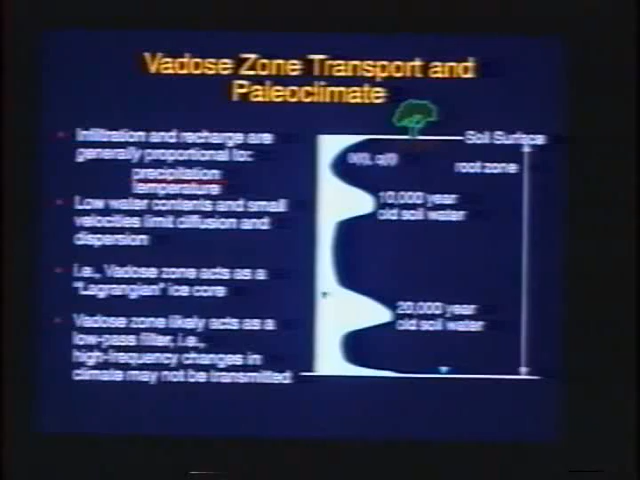 Vadose Zone Transport and
Paleoclimate
Infiltration and recharge are
generally proportional to:
precipitation
temperature
Low water contents and small
velocities limit diffusion and
dispersion
i.e., Vadose zone acts as a
"Lagrangian" ice core
Vadose zone likely acts as a
low-pass filter, i.e.,
high-frequency changes in
climate may not be transmitted
Soil Surface
root zone
10,000 year
old soil water
20,000 year
old soil water